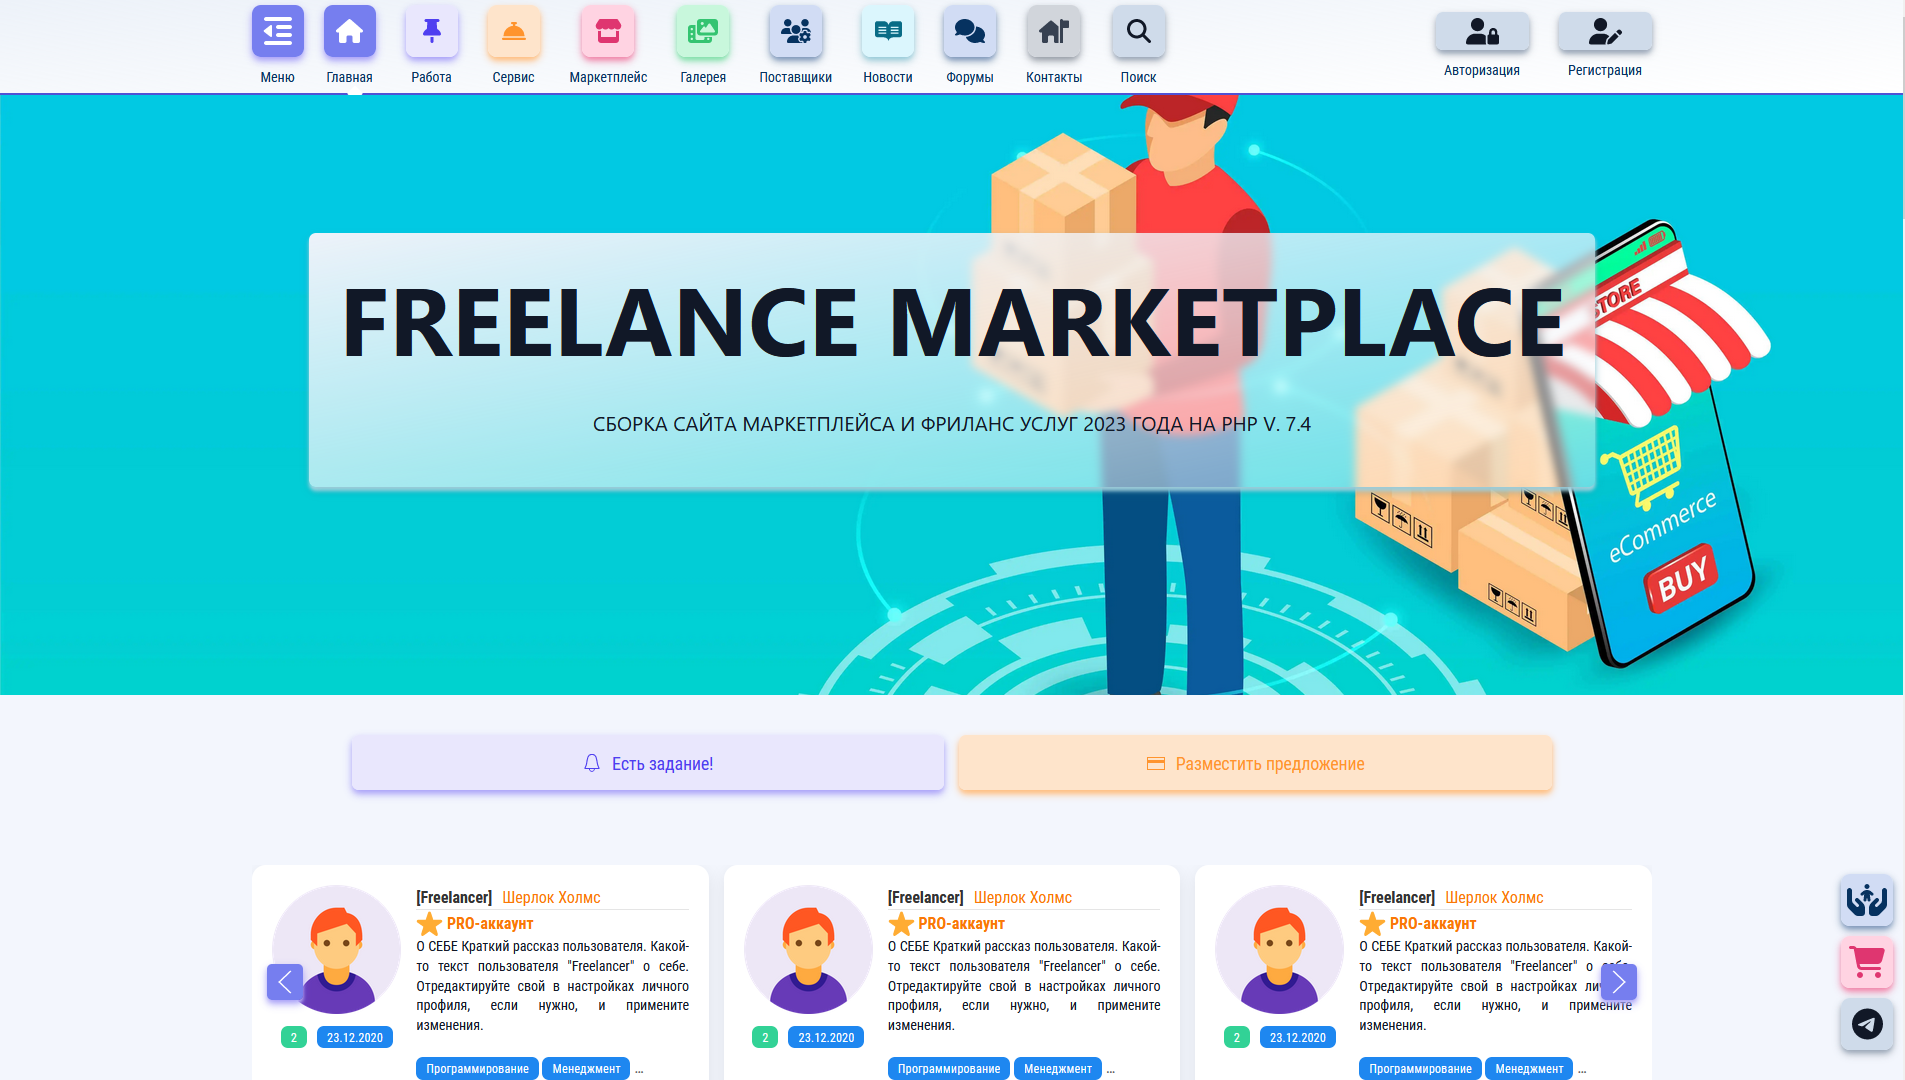 Меню
Главная
Работа
Сервис
Маркетплейс
Галерея
Поставщики
Новости
Форумы
Контакты
Поиск
Авторизация
Регистрация
STORE
FREELANCE MARKETPLACE
СБОРКА САЙТА МАРКЕТПЛЕЙСА И ФРИЛАНС УСЛУГ 2023 ГОДА НА PHP V. 7.4
eCommerce
BUY
Есть задание!
Разместить предложение
[Freelancer] Шерлок Холмс
PRO-аккаунт
О СЕБЕ Краткий рассказ пользователя. Какой-
то текст пользователя "Freelancer" о себе.
Отредактируйте свой в настройках личного
профиля, если нужно, и примените
изменения.
2 23.12.2020
Программирование Менеджмент ...
[Freelancer] Шерлок Холмс
PRO-аккаунт
О СЕБЕ Краткий рассказ пользователя. Какой-
то текст пользователя "Freelancer" о себе.
Отредактируйте свой в настройках личного
профиля, если нужно, и примените
изменения.
2 23.12.2020
Программирование Менеджмент ...
[Freelancer] Шерлок Холмс
PRO-аккаунт
О СЕБЕ Краткий рассказ пользователя. Какой-
то текст пользователя "Freelancer" о себе.
Отредактируйте свой в настройках личного
профиля, если нужно, и примените
изменения.
2 23.12.2020
Программирование Менеджмент ...